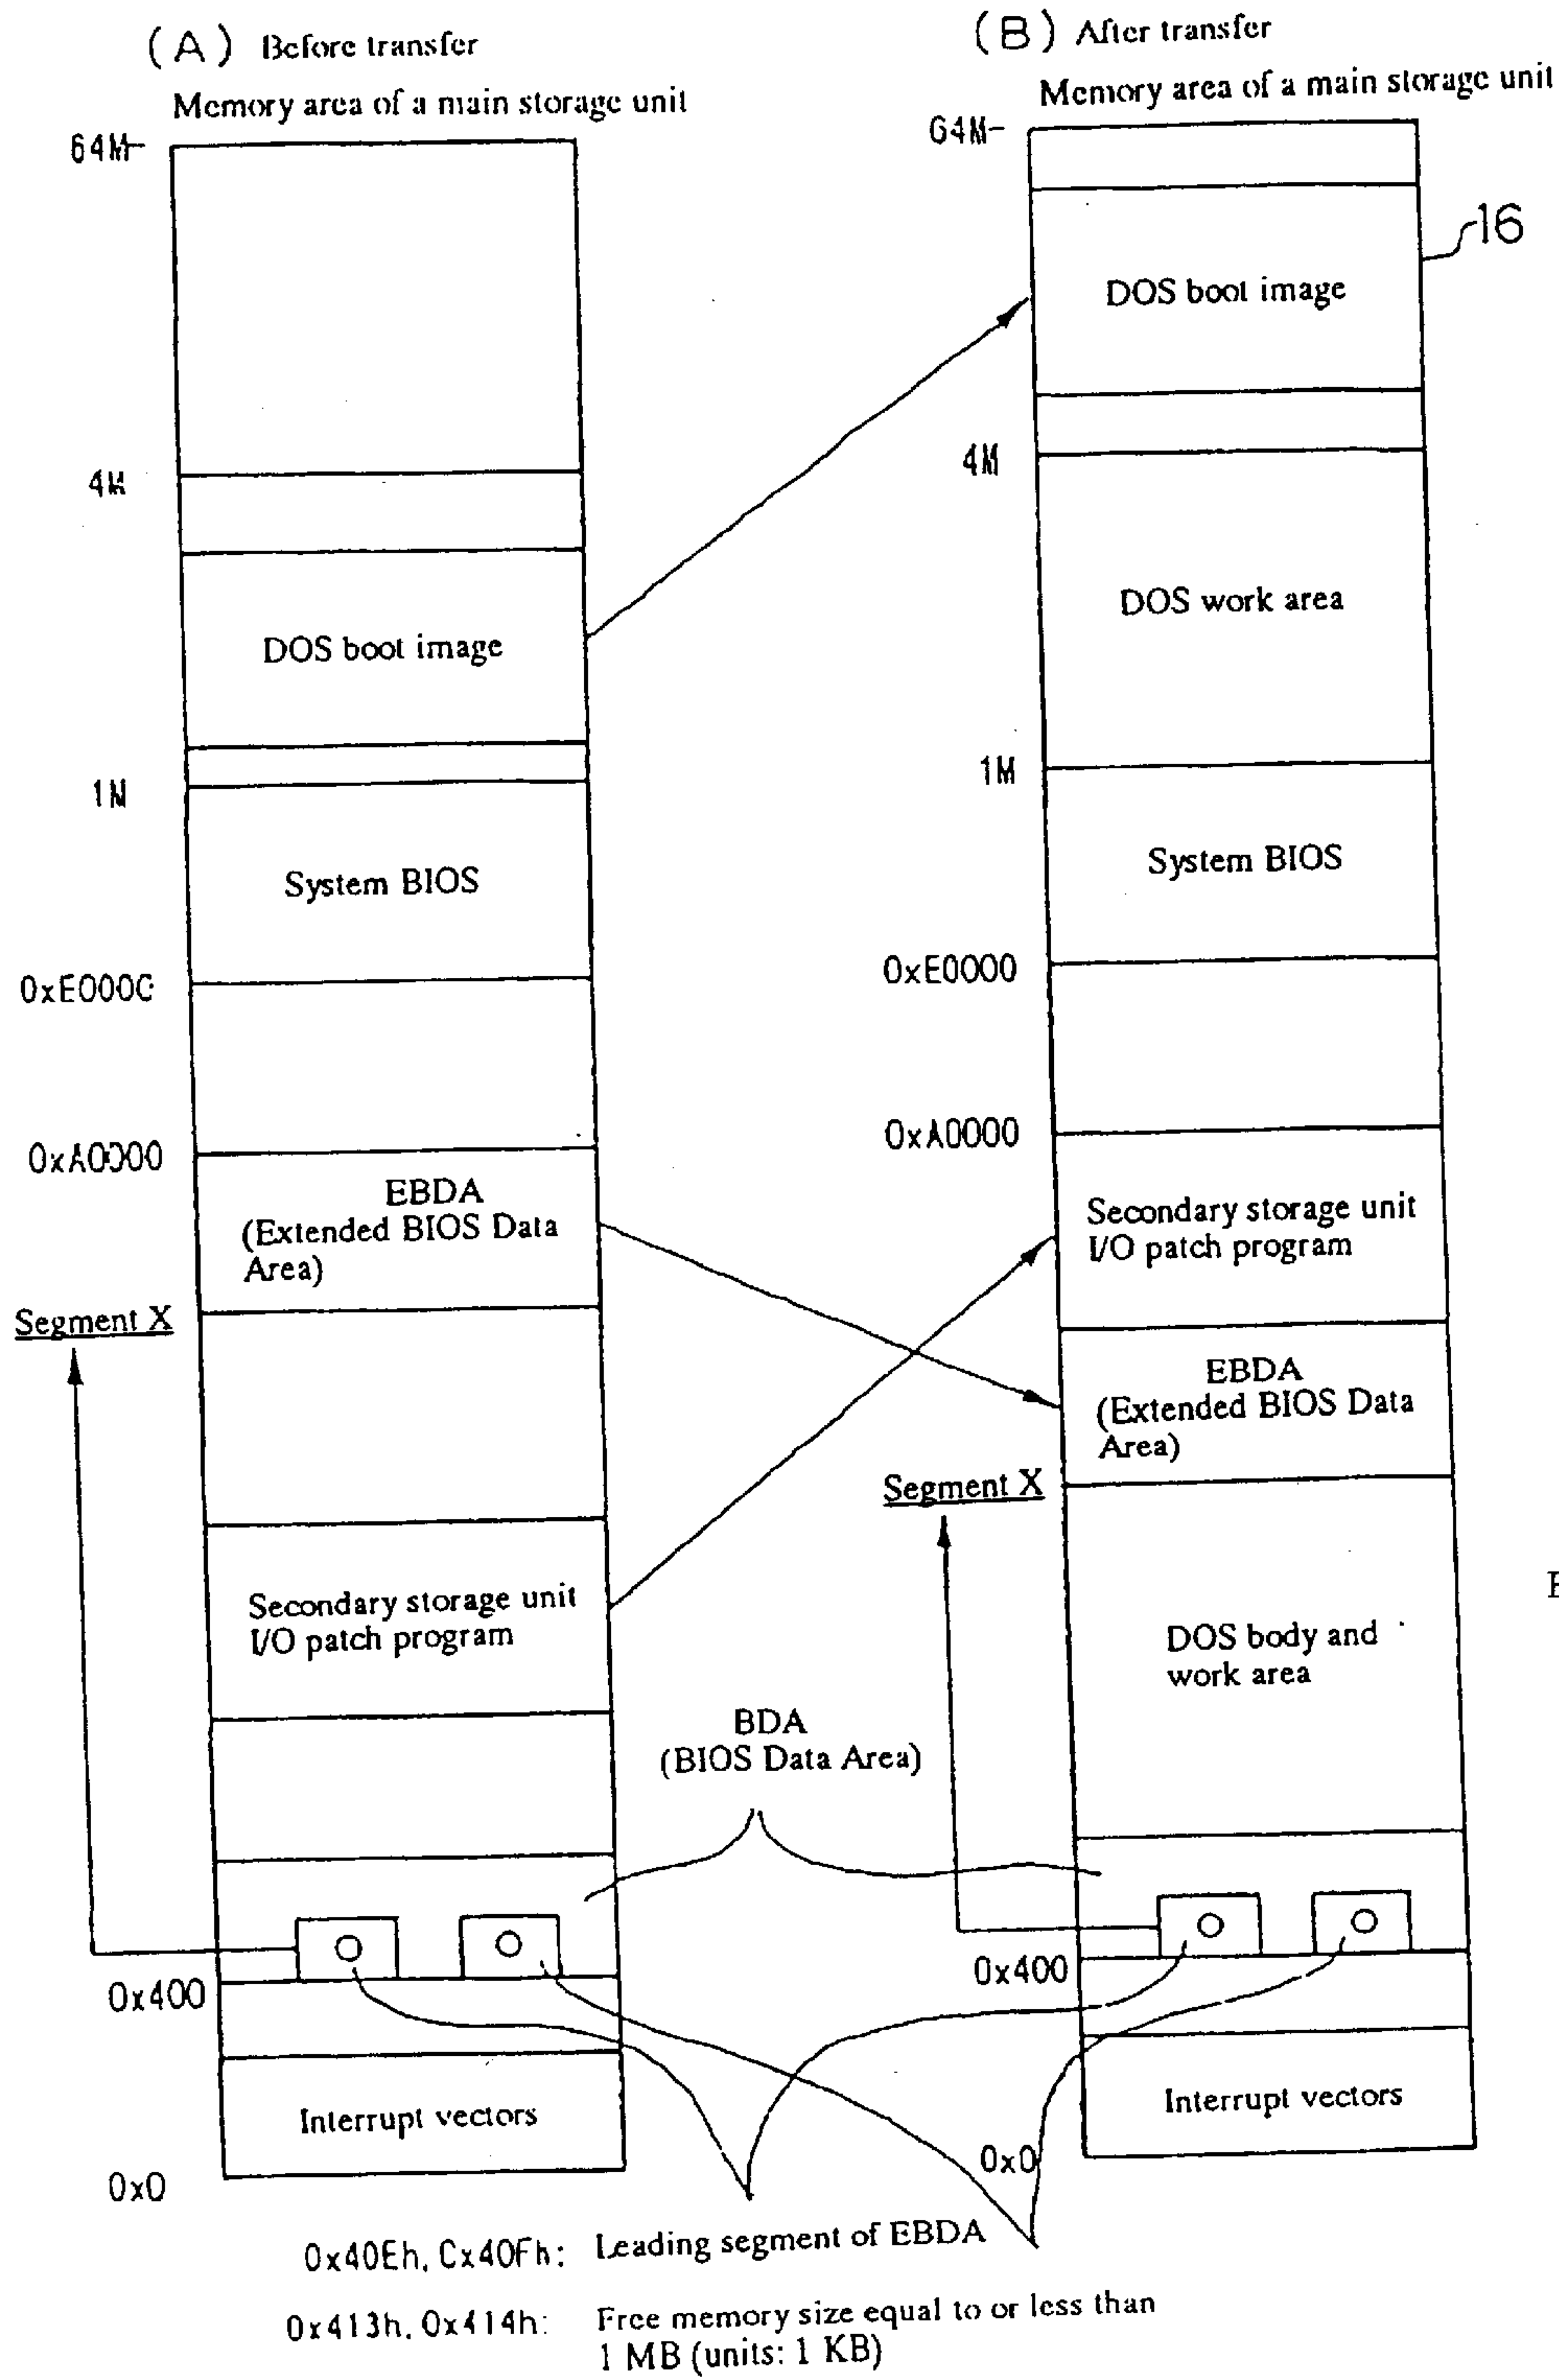 (A) Before transfer
Memory area of a main storage unit
64M
4M
DOS boot image
1M
System BIOS
0xE0000
0xA0000
EBDA
(Extended BIOS Data
Area)
Segment X
Secondary storage unit
I/O patch program
BDA
(BIOS Data Area)
0x400
Interrupt vectors
0x0
(B) After transfer
Memory area of a main storage unit
64M
16
DOS boot image
4M
DOS work area
1M
System BIOS
0xE0000
0xA0000
Secondary storage unit
I/O patch program
EBDA
(Extended BIOS Data
Area)
Segment X
DOS body and
work area
0x400
Interrupt vectors
0x0
0x40Eh, 0x40Fh: Leading segment of EBDA
0x413h, 0x414h: Free memory size equal to or less than
1 MB (units: 1 KB)